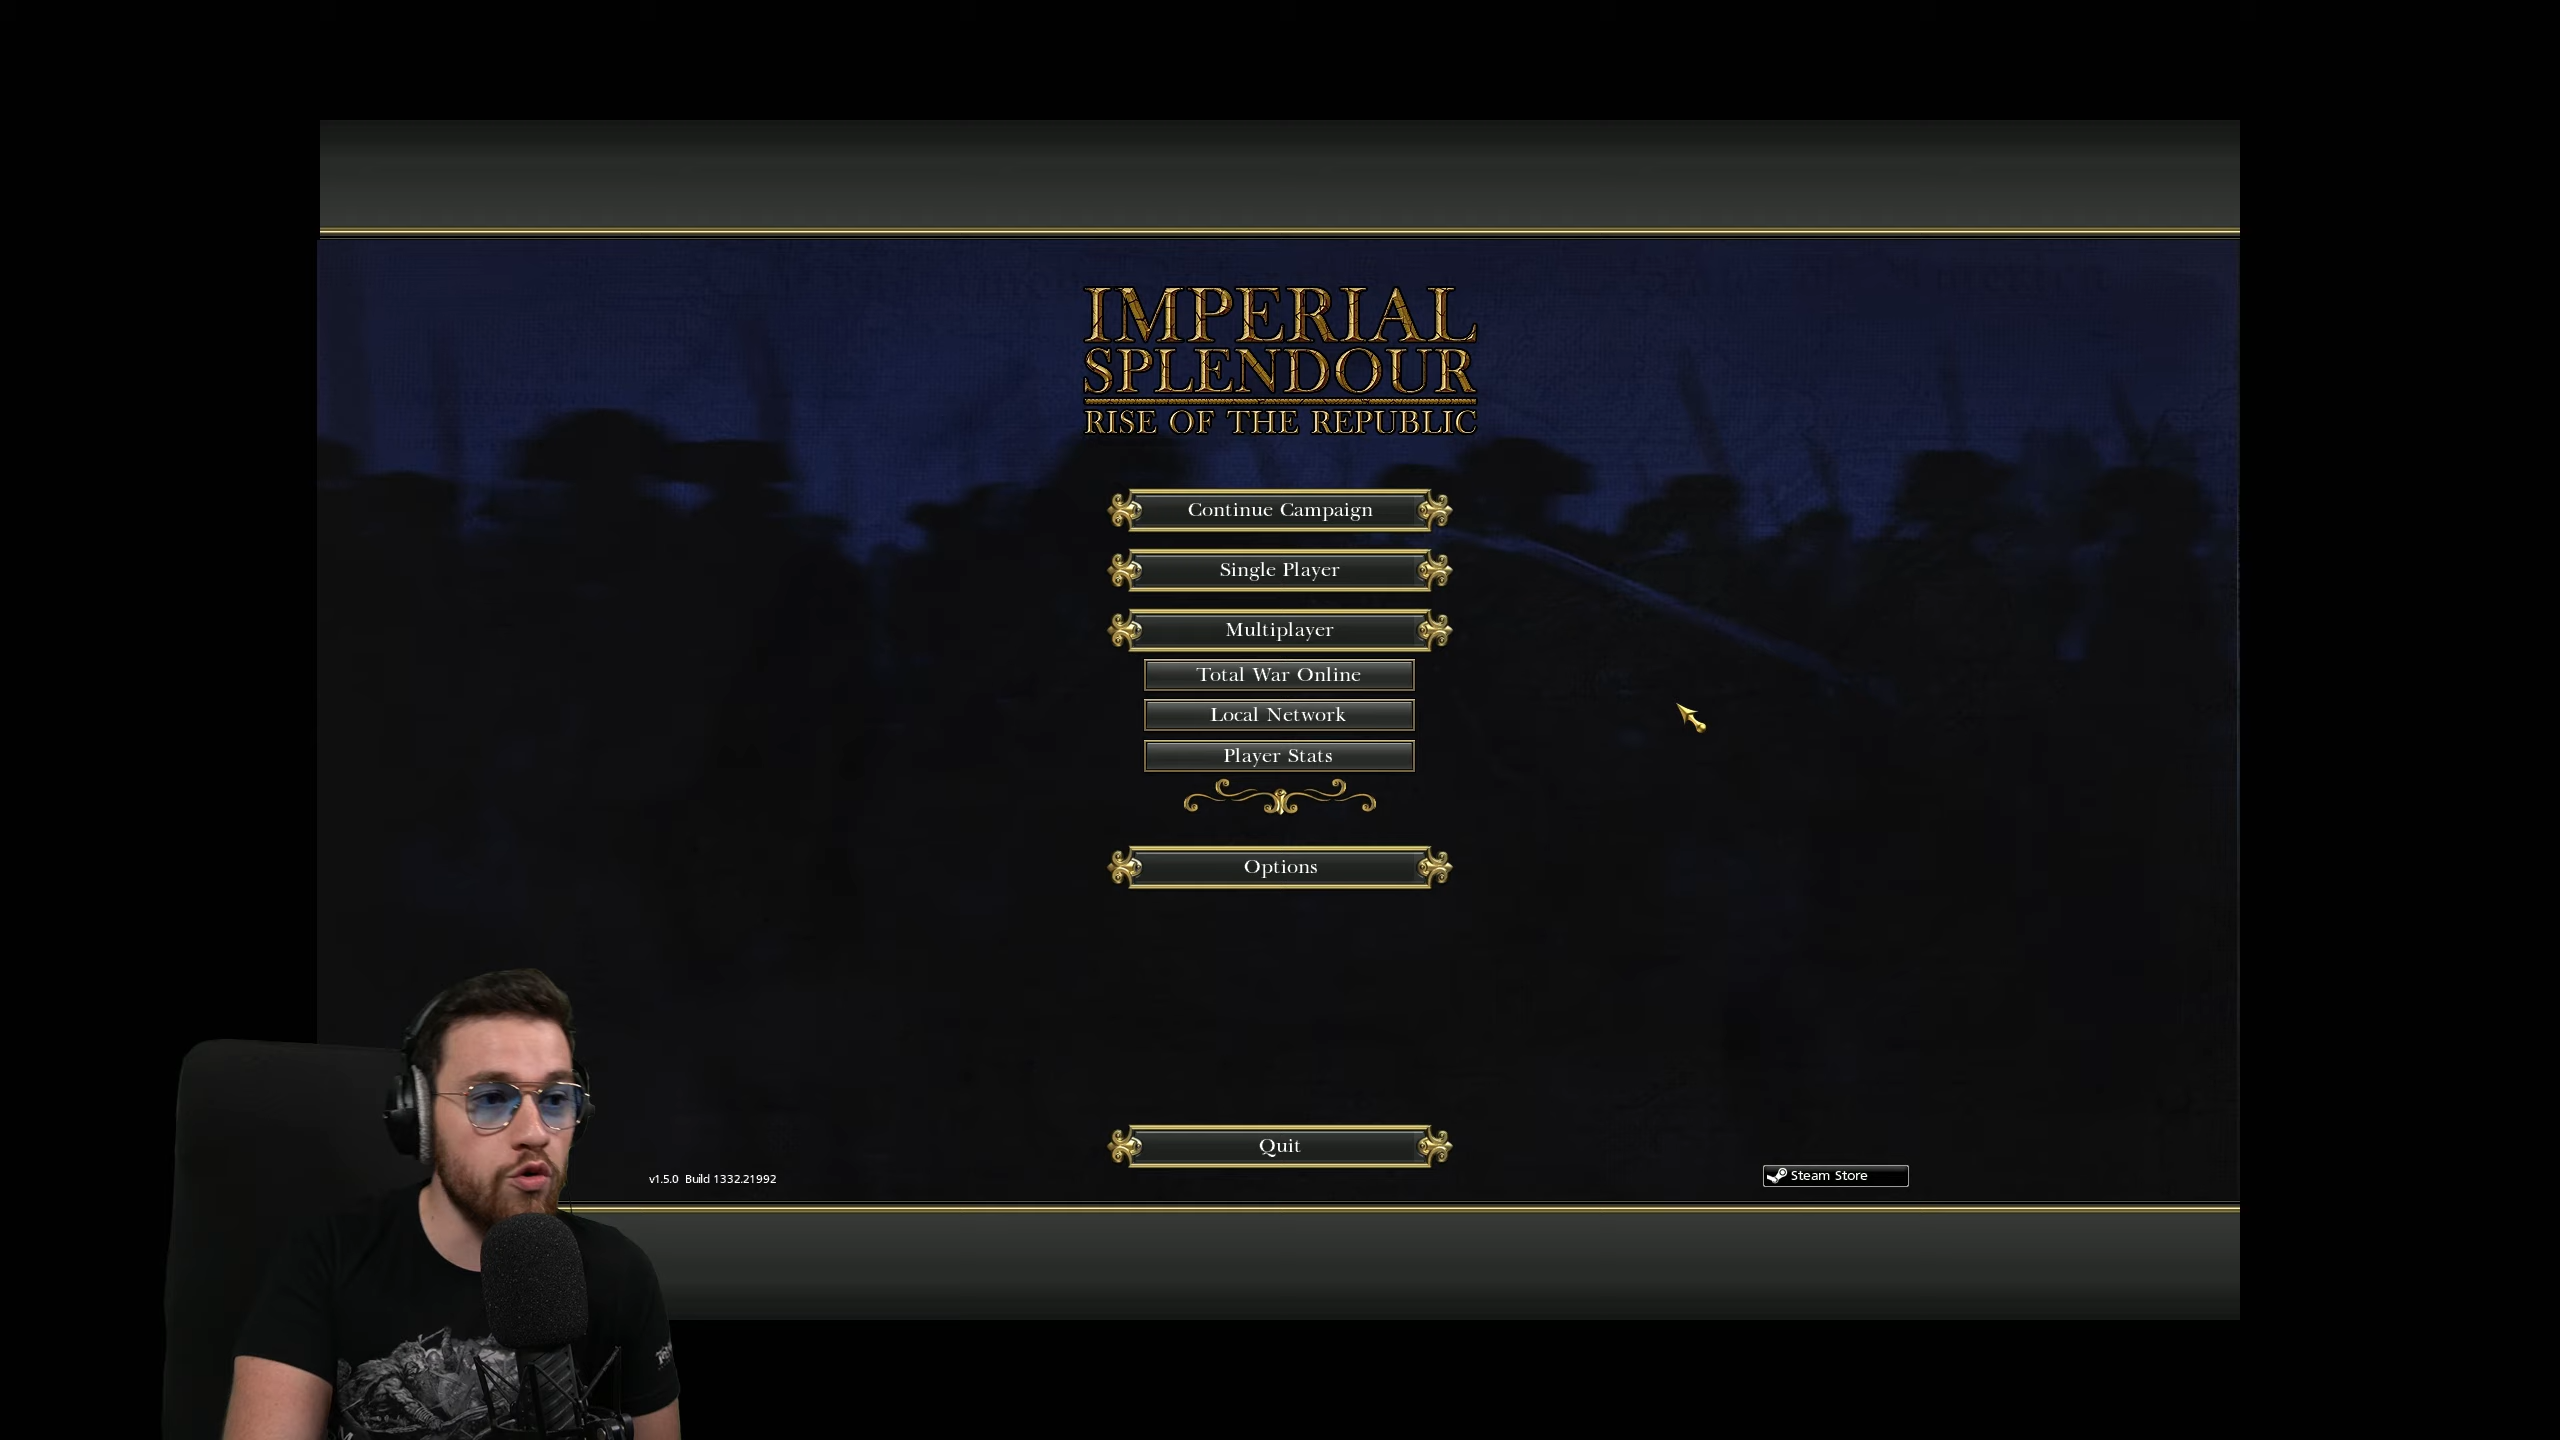 IMPERIAL
SPLENDOUR
RISE OF THE REPUBLIC
Continue Campaign
Single Player
Multiplayer
Total War Online
Local Network
Player Stats
Options
Quit
v1.5.0 Build 1332.21992
Steam Store